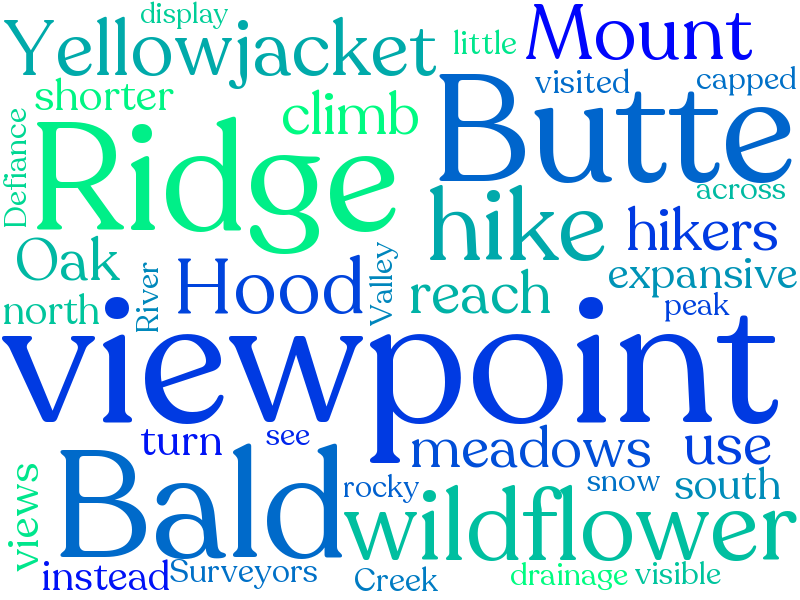 display
Yellowjacket
little
Mount
shorter
visited
capped
climb
Butte
Defiance
Ridge
across
hike
hikers
Oak
Hood
Valley
expansive
north
River
reach
peak
viewpoint
turn
see
meadows
use
views
Bald
rocky
snow
south
wildflower
instead
Surveyors
Creek
drainage
visible